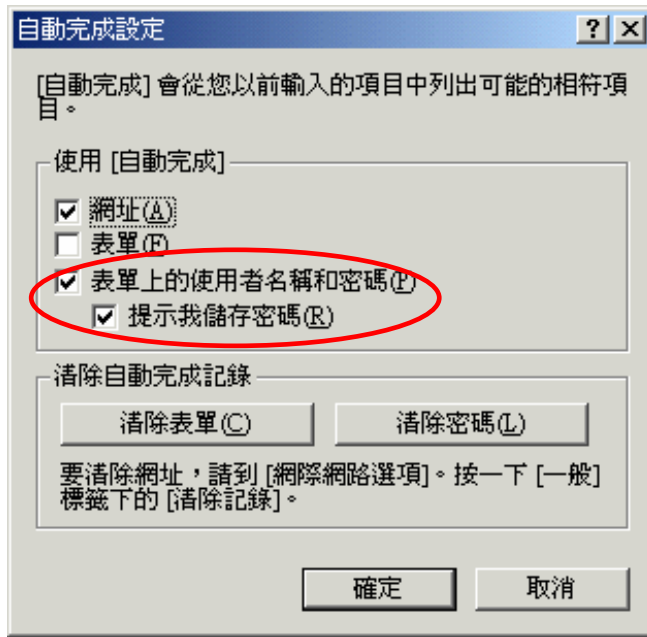 自動完成設定
[自動完成] 會從您以前輸入的項目中列出可能的相符項
目。
使用 [自動完成]
網址(A)
表單(F)
表單上的使用者名稱和密碼(P)
提示我儲存密碼(R)
清除自動完成記錄
清除表單(C)
清除密碼(L)
要清除網址，請到 [網際網路選項]。按一下 [一般]
標籤下的 [清除記錄]。
確定
取消